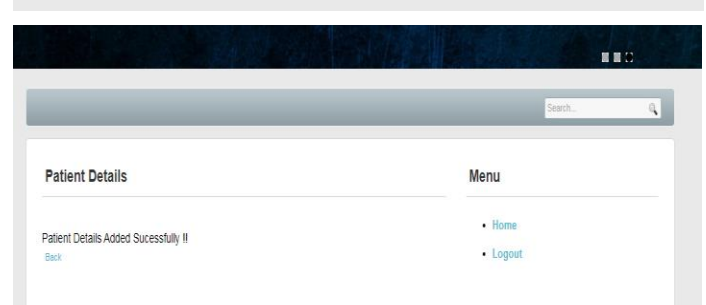 Search...
Patient Details
Patient Details Added Sucessfully !!
Back
Menu
Home
Logout